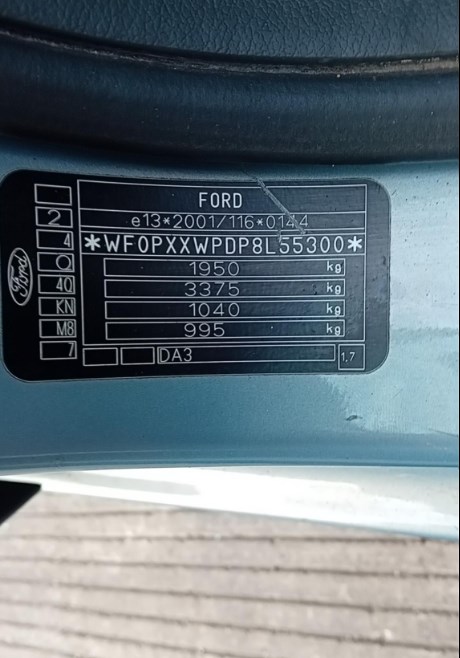 FORD
e13*2001/116*0144
*WF0PXXWPDP8L55300*
1950 kg
3375 kg
1040 kg
995 kg
DA3
1.7
2
4
Q
4Q
KN
M8
7
Ford